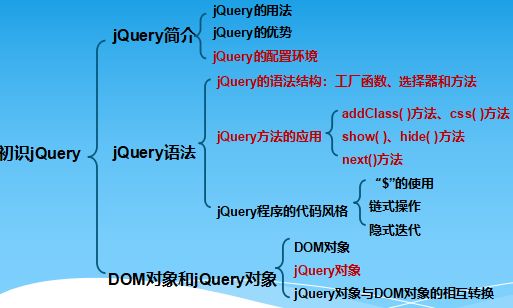 初识jQuery
jQuery简介
jQuery的用法
jQuery的优势
jQuery的配置环境
jQuery语法
jQuery的语法结构：工厂函数、选择器和方法
jQuery方法的应用
addClass( )方法、css( )方法
show( )、hide( )方法
next()方法
jQuery程序的代码风格
“$”的使用
链式操作
隐式迭代
DOM对象和jQuery对象
DOM对象
jQuery对象
jQuery对象与DOM对象的相互转换